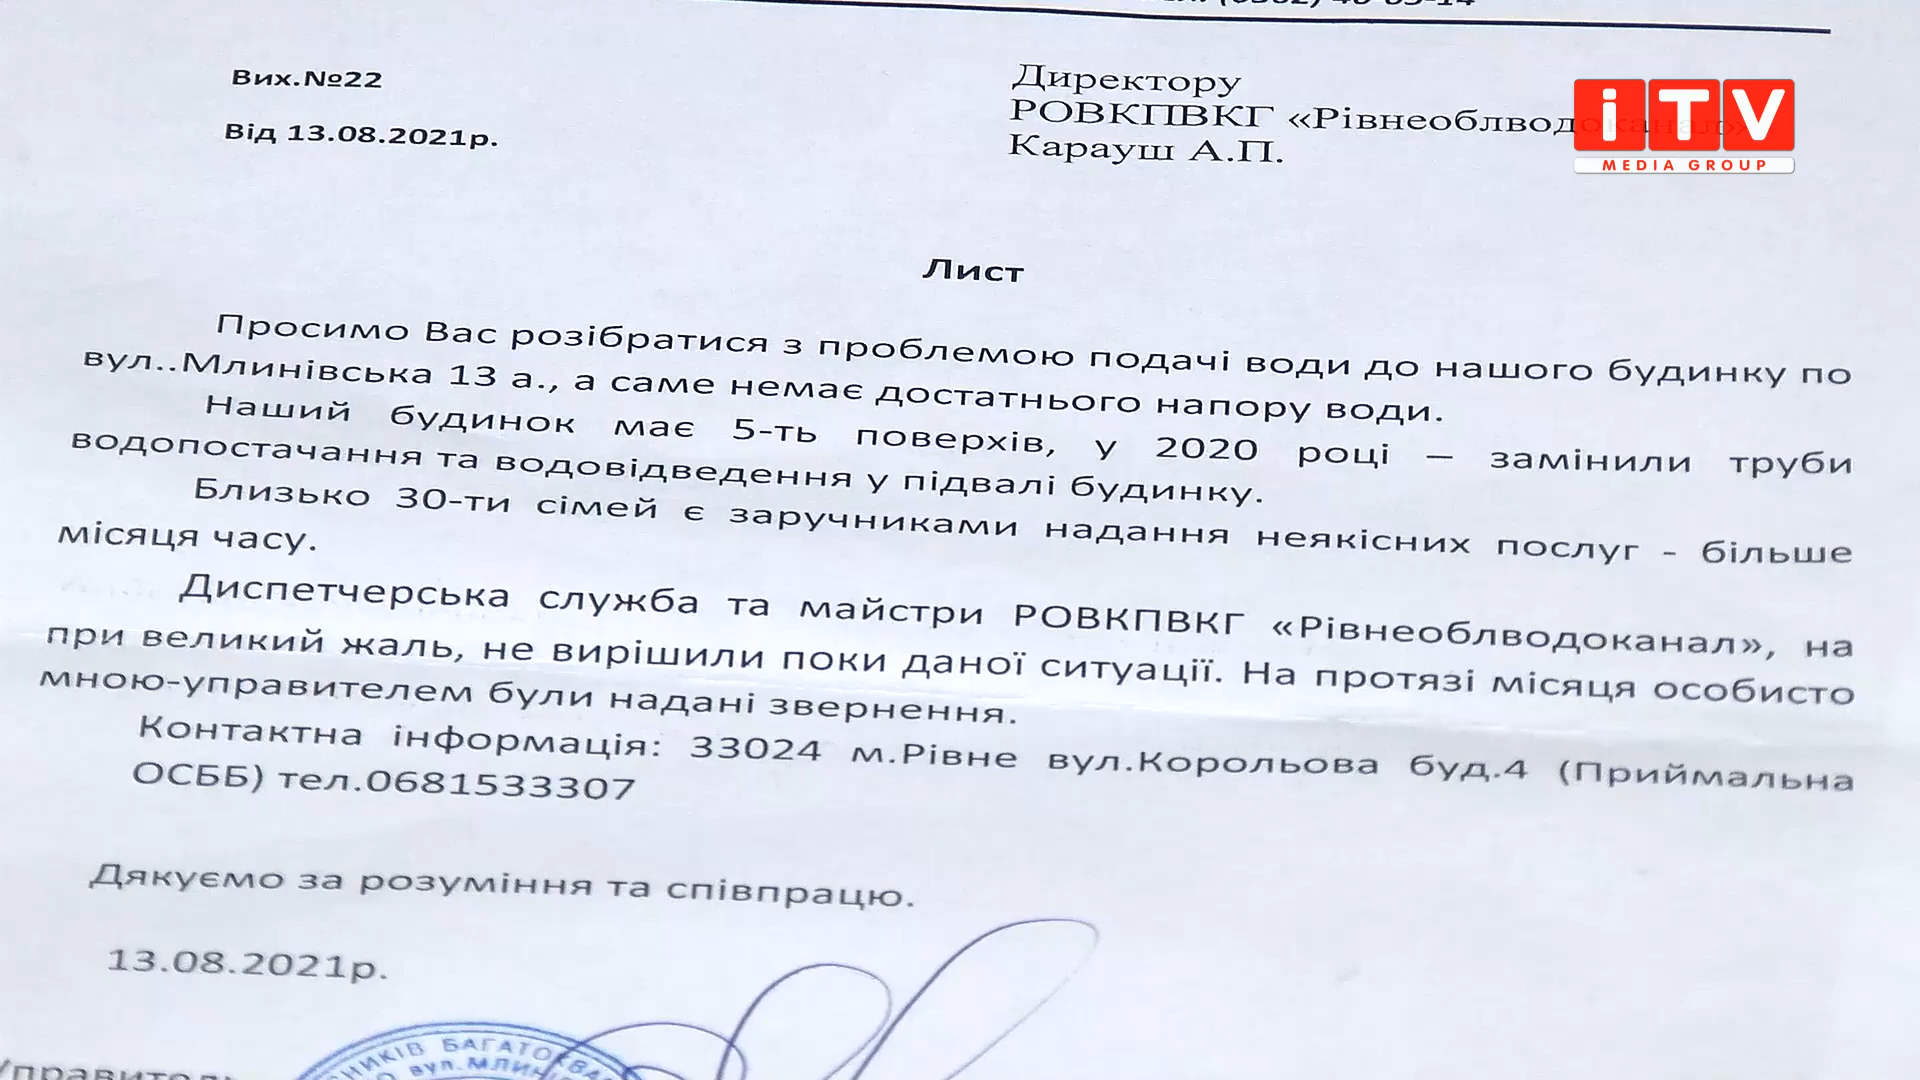 Вих.№22
Від 13.08.2021р.
Директору
РОВКПВКГ «Рівнеоблводоканал»
Карауш А.П.
iTV
MEDIA GROUP
Лист
Просимо Вас розібратися з проблемою подачі води до нашого будинку по
вул..Млинівська 13 а., а саме немає достатнього напору води.
Наший будинок має 5-ть поверхів, у 2020 році – замінили труби
водопостачання та водовідведення у підвалі будинку.
Близько 30-ти сімей є заручниками надання неякісних послуг - більше
місяця часу.
Диспетчерська служба та майстри РОВКПВКГ «Рівнеоблводоканал», на
при великий жаль, не вирішили поки даної ситуації. На протязі місяця особисто
мною-управителем були надані звернення.
Контактна інформація: 33024 м.Рівне вул.Корольова буд.4 (Приймальна
ОСББ) тел.0681533307
Дякуємо за розуміння та співпрацю.
13.08.2021р.